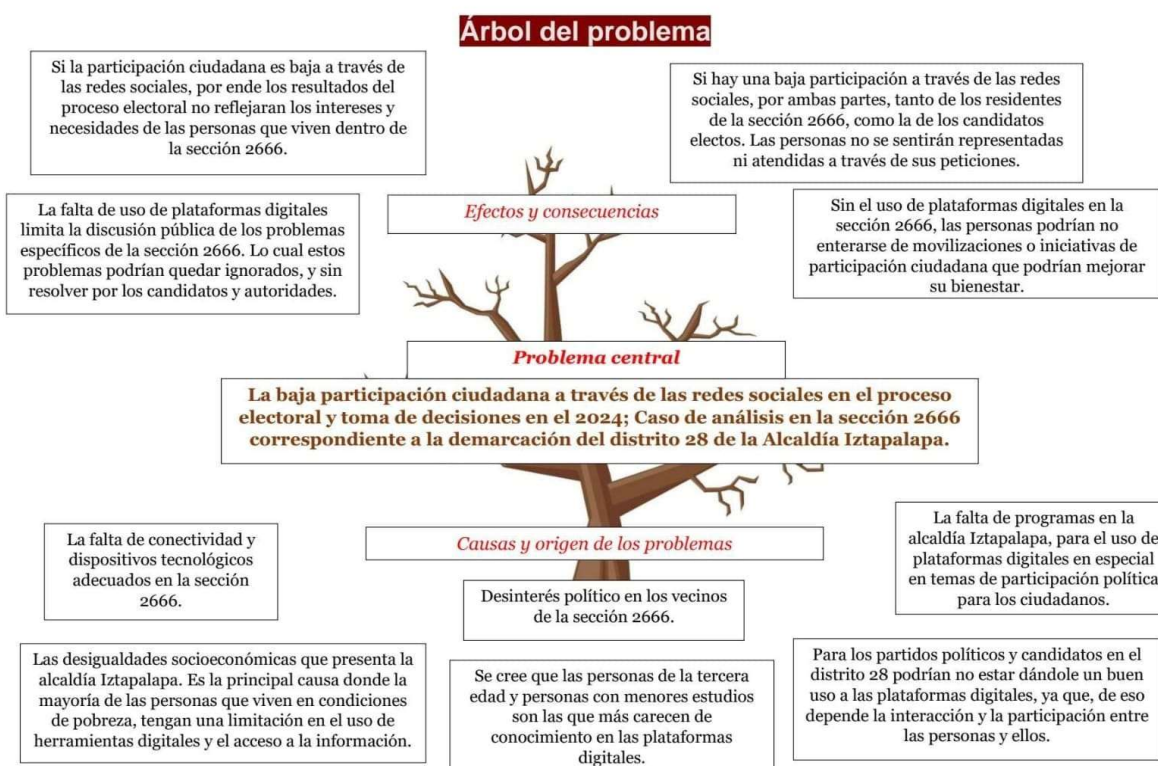 Árbol del problema
Si la participación ciudadana es baja a través de
las redes sociales, por ende los resultados del
proceso electoral no reflejaran los intereses y
necesidades de las personas que viven dentro de
la sección 2666.
Si hay una baja participación a través de las redes
sociales, por ambas partes, tanto de los residentes
de la sección 2666, como la de los candidatos
electos. Las personas no se sentirán representadas
ni atendidas a través de sus peticiones.
Efectos y consecuencias
La falta de uso de plataformas digitales
limita la discusión pública de los problemas
específicos de la sección 2666. Lo cual estos
problemas podrían quedar ignorados, y sin
resolver por los candidatos y autoridades.
Sin el uso de plataformas digitales en la
sección 2666, las personas podrían no
enterarse de movilizaciones o iniciativas de
participación ciudadana que podrían mejorar
su bienestar.
Problema central
La baja participación ciudadana a través de las redes sociales en el proceso
electoral y toma de decisiones en el 2024; Caso de análisis en la sección 2666
correspondiente a la demarcación del distrito 28 de la Alcaldía Iztapalapa.
Causas y origen de los problemas
La falta de conectividad y
dispositivos tecnológicos
adecuados en la sección
2666.
Desinterés político en los vecinos
de la sección 2666.
La falta de programas en la
alcaldía Iztapalapa, para el uso de
plataformas digitales en especial
en temas de participación política
para los ciudadanos.
Las desigualdades socioeconómicas que presenta la
alcaldía Iztapalapa. Es la principal causa donde la
mayoría de las personas que viven en condiciones
de pobreza, tengan una limitación en el uso de
herramientas digitales y el acceso a la información.
Se cree que las personas de la tercera
edad y personas con menores estudios
son las que más carecen de
conocimiento en las plataformas
digitales.
Para los partidos políticos y candidatos en el
distrito 28 podrían no estar dándole un buen
uso a las plataformas digitales, ya que, de eso
depende la interacción y la participación entre
las personas y ellos.